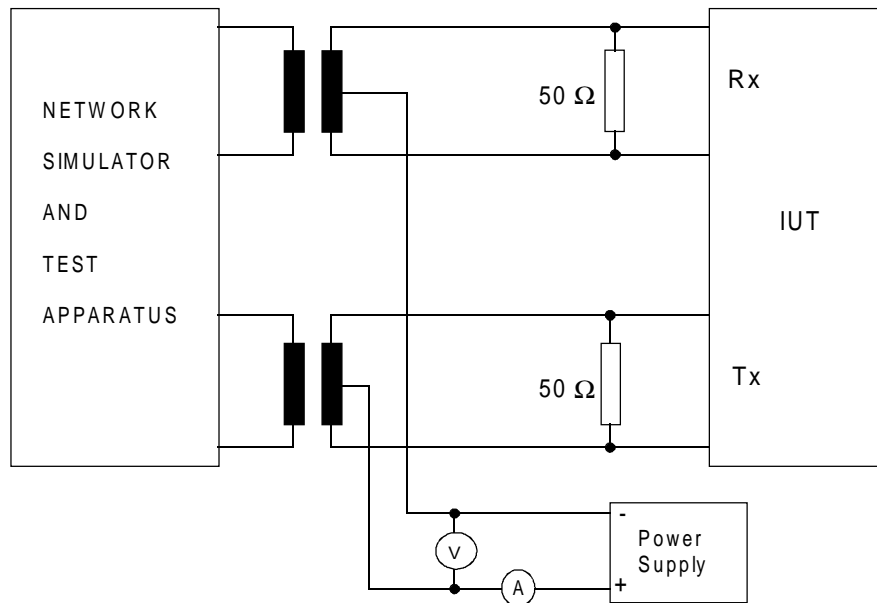 NETWORK
SIMULATOR
AND
TEST
APPARATUS
50 Ω
Rx
IUT
50 Ω
Tx
V
A
-
Power
Supply
+